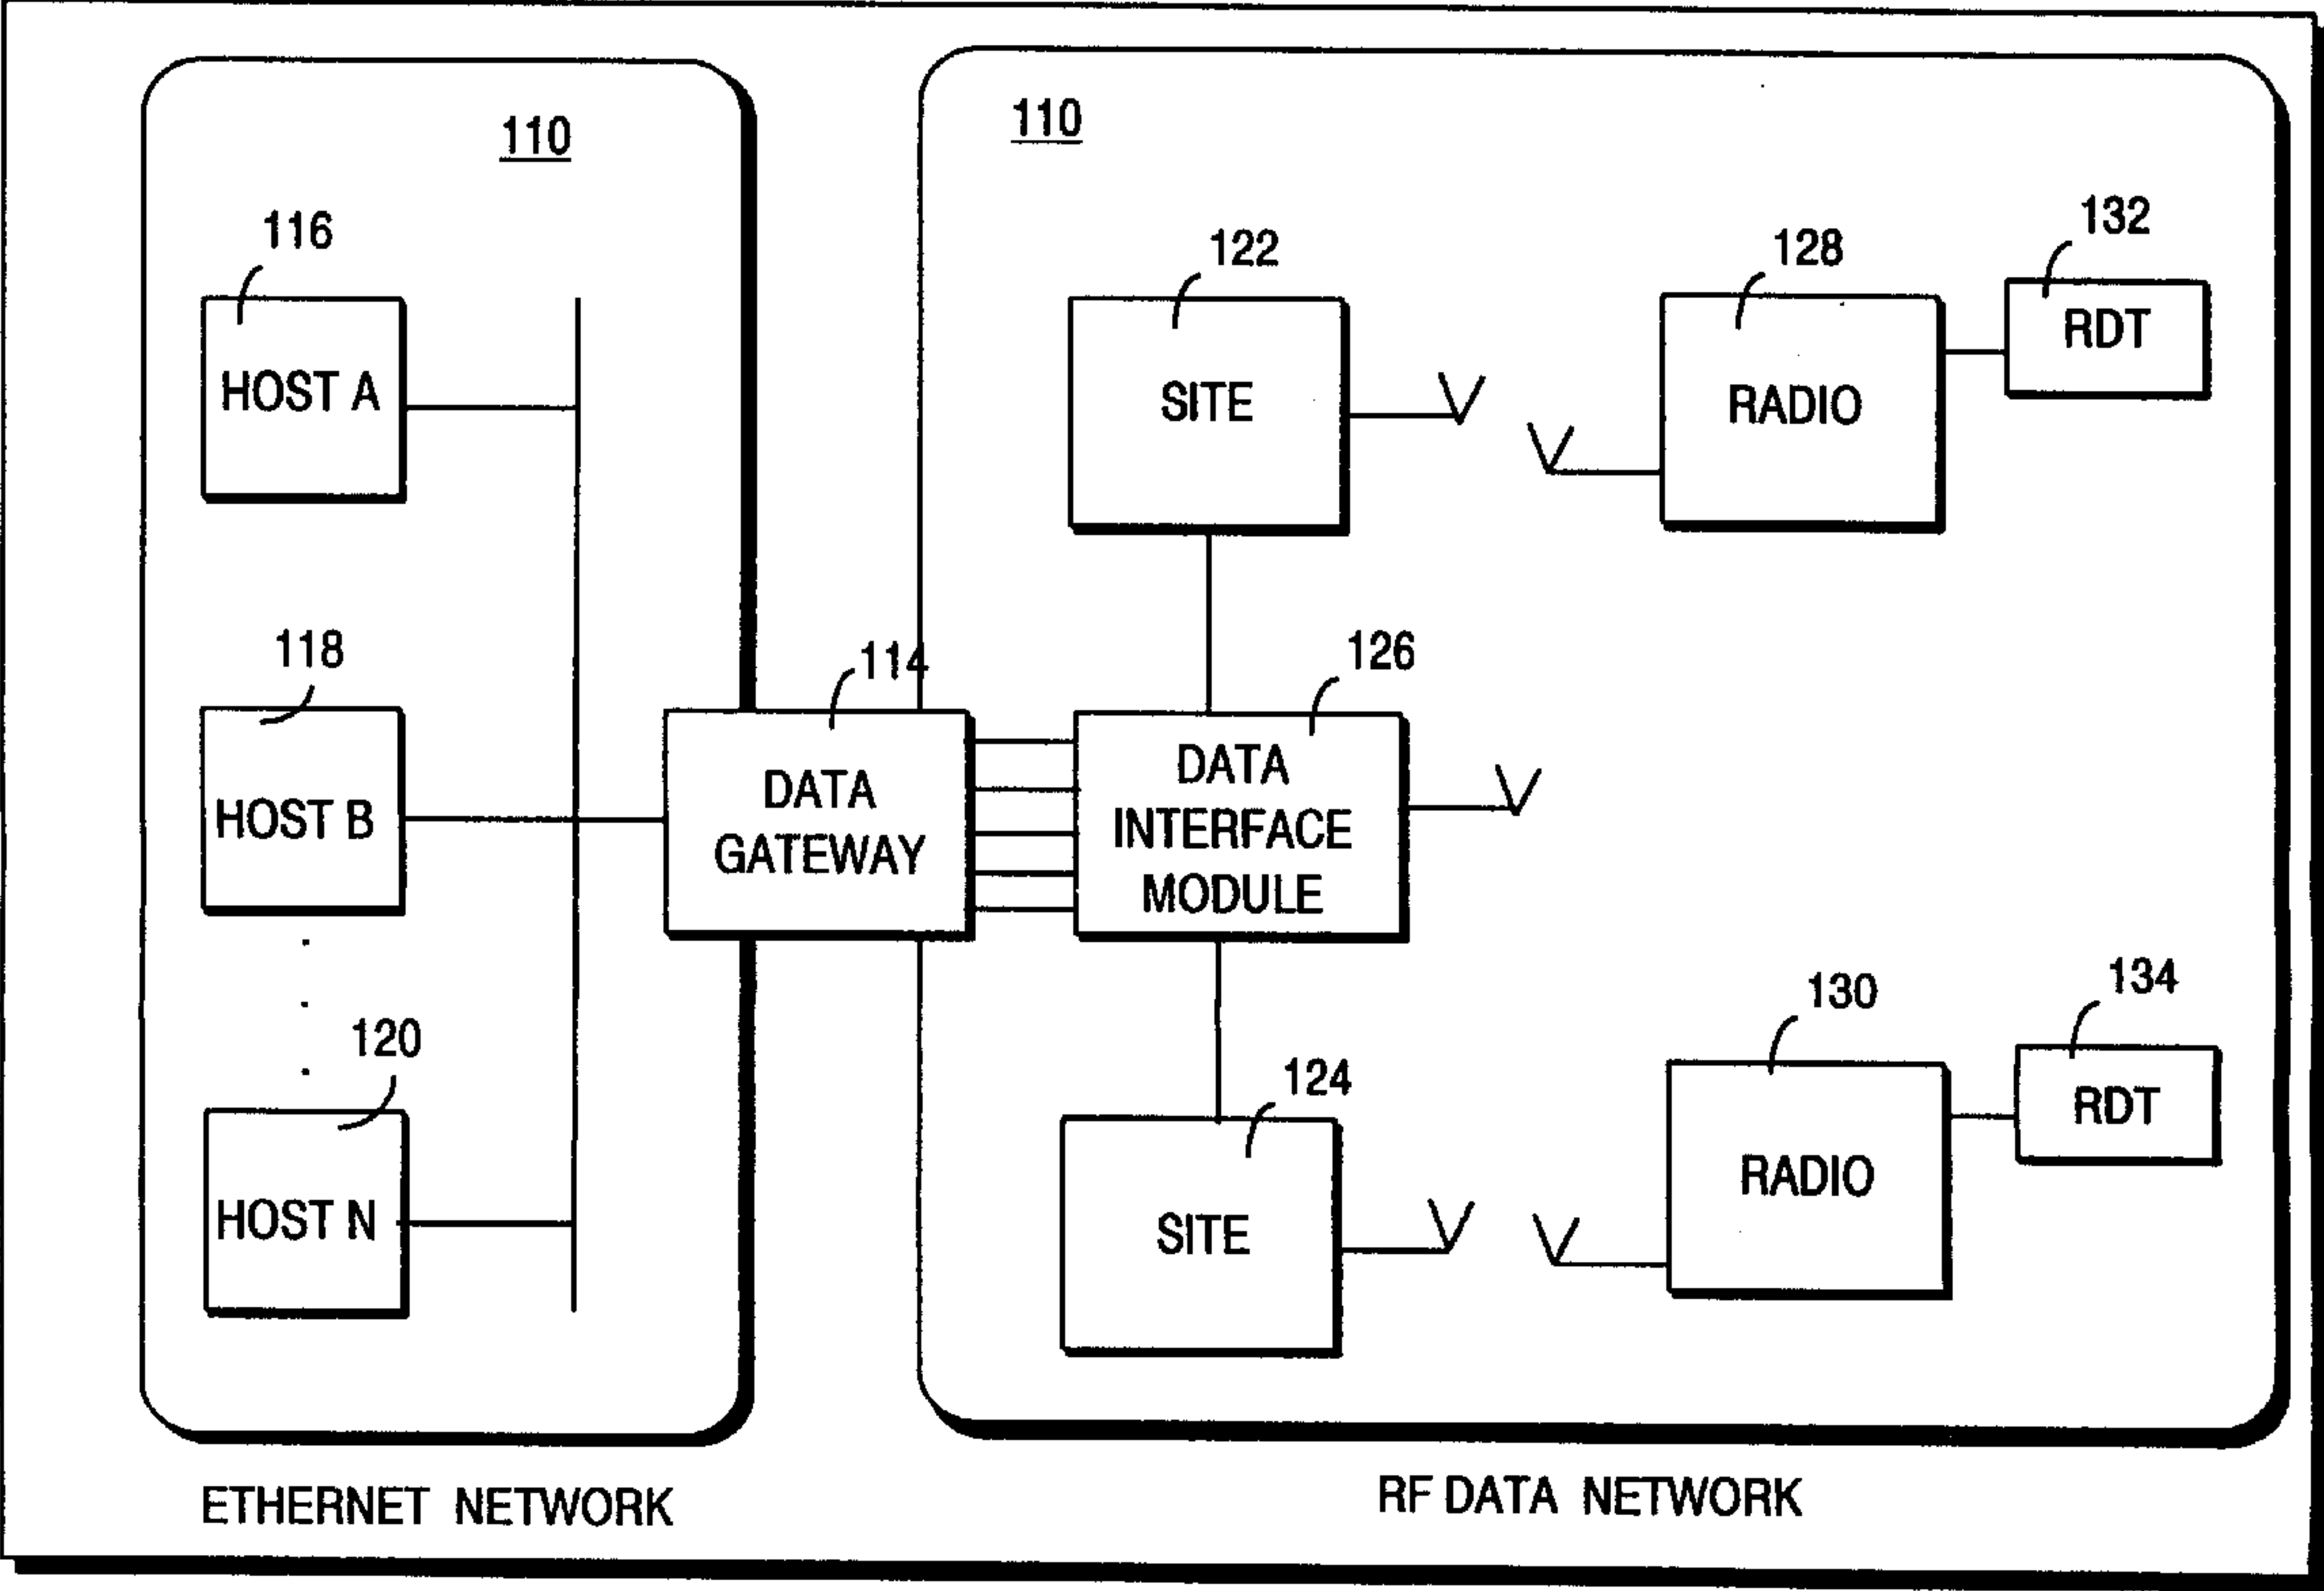 110
116
HOST A
118
HOST B
120
HOST N
114
DATA
GATEWAY
110
122
SITE
128
RADIO
132
RDT
126
DATA
INTERFACE
MODULE
124
SITE
130
RADIO
134
RDT
ETHERNET NETWORK
RF DATA NETWORK